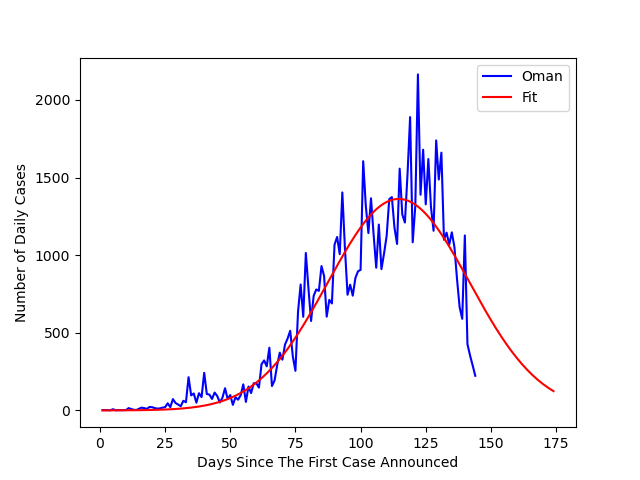 Oman
Fit
Number of Daily Cases
2000
1500
1000
500
0
0 25 50 75 100 125 150 175
Days Since The First Case Announced